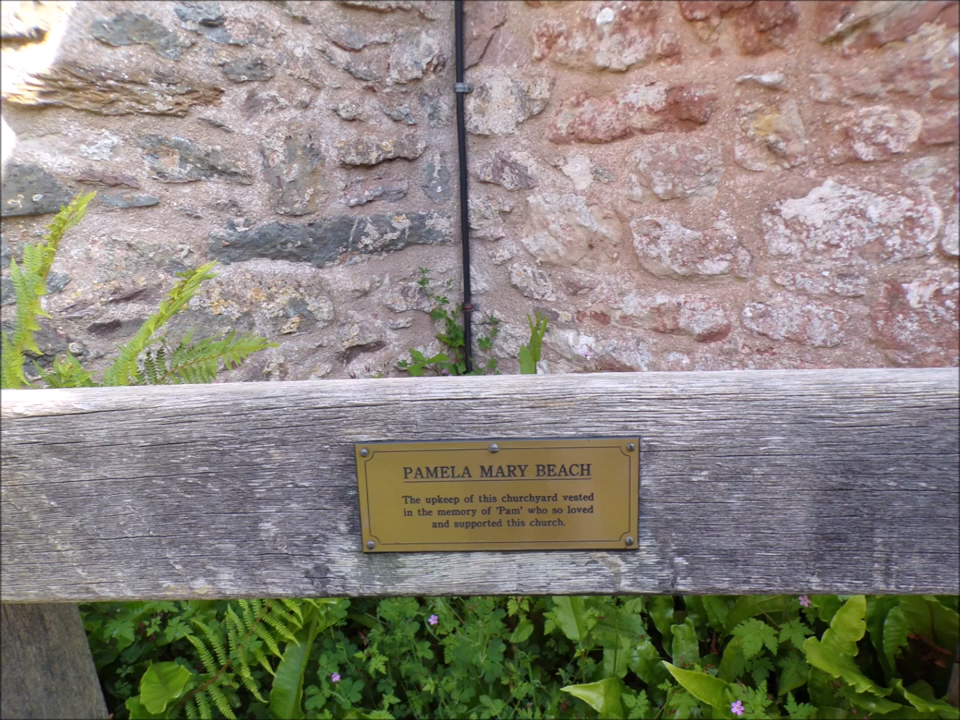 PAMELA MARY BEACH
The upkeep of this churchyard vested
in the memory of 'Pam' who so loved
and supported this church.